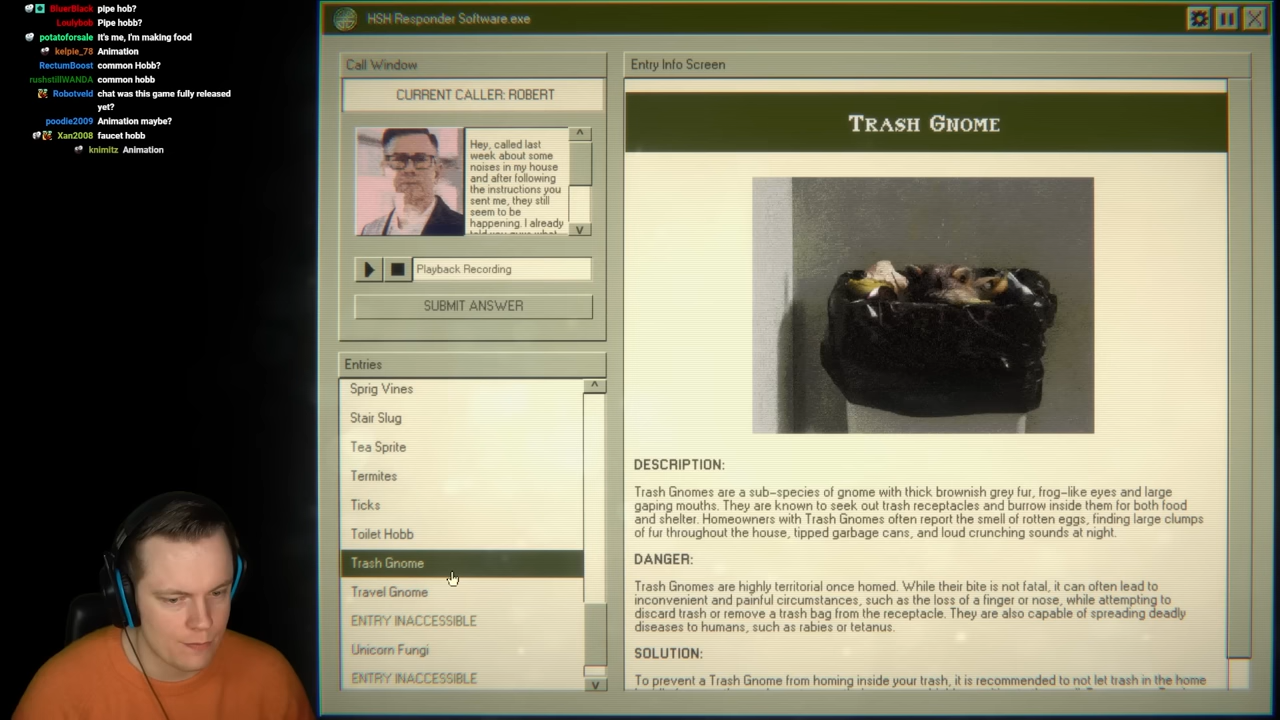 BluerBlack pipe hob?
Loulybob Pipe hobb?
potatoforsale It's me, I'm making food
kelpie_78 Animation
RectumBoost common Hobb?
rushstillWANDA common hobb
Robotveld chat was this game fully released
yet?
poodie2009 Animation maybe?
Xan2008 faucet hobb
knimltz Animation
HSH Responder Software.exe
Call Window
CURRENT CALLER: ROBERT
Hey, called last
week about some
noises in my house
and after following
the instructions you
sent me, they still
seem to be
happening. I already
Playback Recording
SUBMIT ANSWER
Entries
Sprig Vines
Stair Slug
Tea Sprite
Termites
Ticks
Toilet Hobb
Trash Gnome
Travel Gnome
ENTRY INACCESSIBLE
Unicorn Fungi
ENTRY INACCESSIBLE
Entry Info Screen
Trash Gnome
DESCRIPTION:
Trash Gnomes are a sub-species of gnome with thick brownish grey fur, frog-like eyes and large
gaping mouths. They are known to seek out trash receptacles and burrow inside them for both food
and shelter. Homeowners with Trash Gnomes often report the smell of rotten eggs, finding large clumps
of fur throughout the house, tipped garbage cans, and loud crunching sounds at night.
DANGER:
Trash Gnomes are highly territorial once homed. While their bite is not fatal, it can often lead to
inconvenient and painful circumstances, such as the loss of a finger or nose, while attempting to
discard trash or remove a trash bag from the receptacle. They are also capable of spreading deadly
diseases to humans, such as rabies or tetanus.
SOLUTION:
To prevent a Trash Gnome from homing inside your trash, it is recommended to not let trash in the home